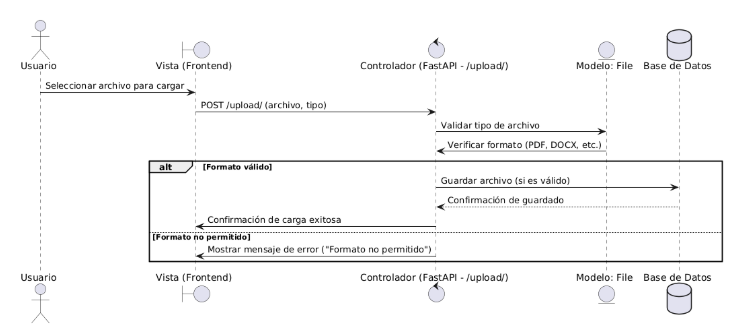 Usuario
Vista (Frontend)
Controlador (FastAPI - /upload/)
Modelo: File
Base de Datos
Seleccionar archivo para cargar
POST /upload/ (archivo, tipo)
Validar tipo de archivo
Verificar formato (PDF, DOCX, etc.)
alt
[Formato válido]
Guardar archivo (si es válido)
Confirmación de guardado
Confirmación de carga exitosa
[Formato no permitido]
Mostrar mensaje de error ("Formato no permitido")
Usuario
Vista (Frontend)
Controlador (FastAPI - /upload/)
Modelo: File
Base de Datos